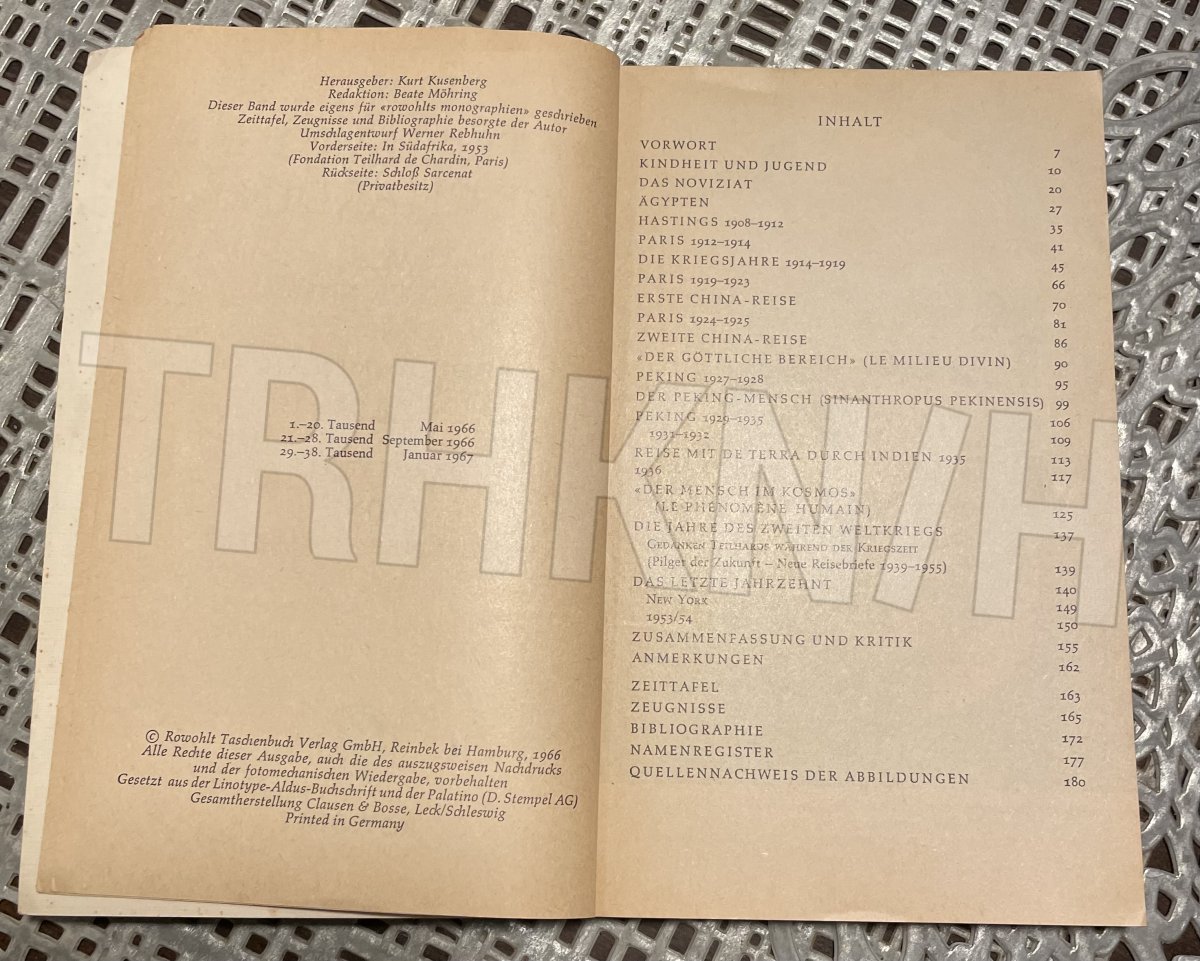 Herausgeber: Kurt Kusenberg
Redaktion: Beate Möhring
Dieser Band wurde eigens für «rowohlts monographien» geschrieben
Zeittafel, Zeugnisse und Bibliographie besorgte der Autor
Umschlagentwurf Werner Rebhuhn
Vorderseite: In Südafrika, 1953
(Fondation Teilhard de Chardin, Paris)
Rückseite: Schloß Sarcenat
(Privatbesitz)
1.–20. Tausend Mai 1966
21.–28. Tausend September 1966
29.–38. Tausend Januar 1967
© Rowohlt Taschenbuch Verlag GmbH, Reinbek bei Hamburg, 1966
Alle Rechte dieser Ausgabe, auch die des auszugsweisen Nachdrucks
und der fotomechanischen Wiedergabe, vorbehalten
Gesetzt aus der Linotype-Aldus-Buchschrift und der Palatino (D. Stempel AG)
Gesamtherstellung Clausen & Bosse, Leck/Schleswig
Printed in Germany
INHALT
VORWORT 7
KINDHEIT UND JUGEND 10
DAS NOVIZIAT 20
ÄGYPTEN 27
HASTINGS 1908–1912 35
PARIS 1912–1914 41
DIE KRIEGSJAHRE 1914–1919 45
PARIS 1919–1923 66
ERSTE CHINA-REISE 70
PARIS 1924–1925 81
ZWEITE CHINA-REISE 86
«DER GÖTTLICHE BEREICH» (LE MILIEU DIVIN) 90
PEKING 1927–1928 95
DER PEKING-MENSCH (SINANTHROPUS PEKINENSIS) 99
PEKING 1929–1935 106
1931–1932 109
REISE MIT DE TERRA DURCH INDIEN 1935 113
1936 117
«DER MENSCH IM KOSMOS»
(LE PHÉNOMÈNE HUMAIN) 125
DIE JAHRE DES ZWEITEN WELTKRIEGS 137
GEDANKEN TEILHARDS WÄHREND DER KRIEGSZEIT
(Pilger der Zukunft – Neue Reisebriefe 1939–1955) 139
DAS LETZTE JAHRZEHNT 140
NEW YORK 149
1953/54 150
ZUSAMMENFASSUNG UND KRITIK 155
ANMERKUNGEN 162
ZEITTAFEL 163
ZEUGNISSE 165
BIBLIOGRAPHIE 172
NAMENREGISTER 177
QUELLENNACHWEIS DER ABBILDUNGEN 180
TRHKN/H